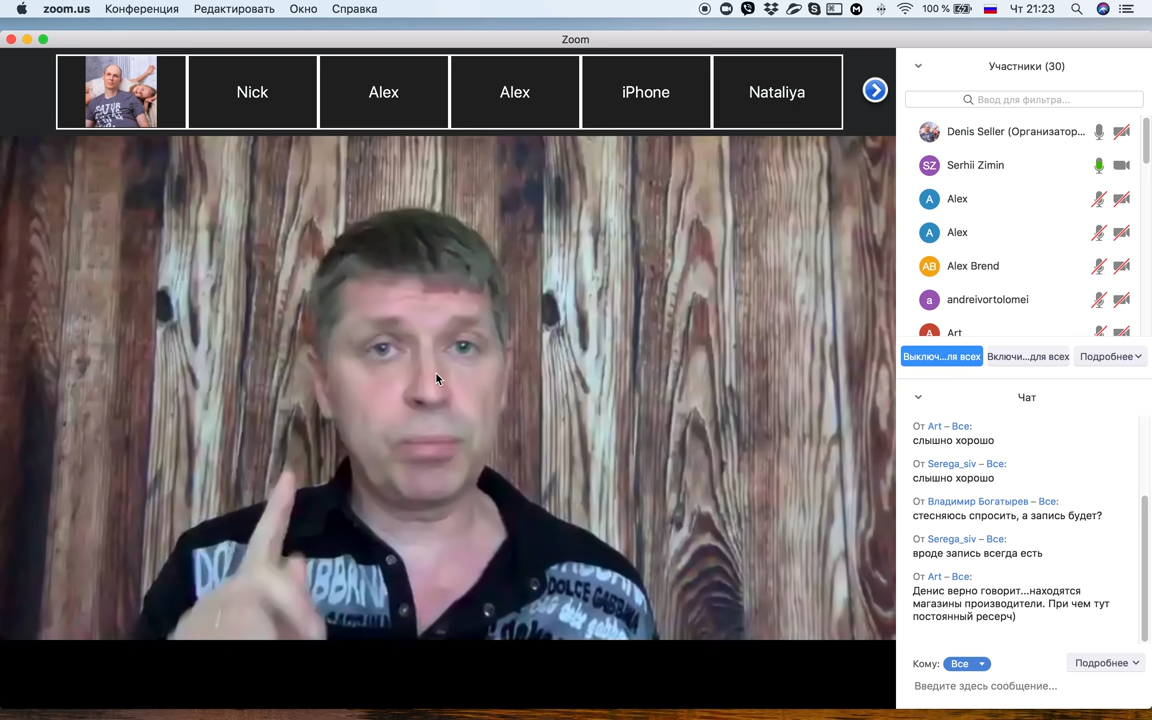 zoom.us Конференция Редактировать Окно Справка 100 % Чт 21:23
Zoom
Nick
Alex
Alex
iPhone
Nataliya
SATUR
Участники (30)
Ввод для фильтра...
Denis Seller (Организатор...
SZ Serhii Zimin
A Alex
A Alex
AB Alex Brend
a andreivortolomei
A Art
Выключ...ля всех
Включи...для всех
Подробнее
Чат
От Art – Все:
слышно хорошо
От Serega_siv – Все:
слышно хорошо
От Владимир Богатырев – Все:
стесняюсь спросить, а запись будет?
От Serega_siv – Все:
вроде запись всегда есть
От Art – Все:
Денис верно говорит...находятся
магазины производители. При чем тут
постоянный ресерч)
Кому: Все
Подробнее
Введите здесь сообщение...
DOLCE GABBANA